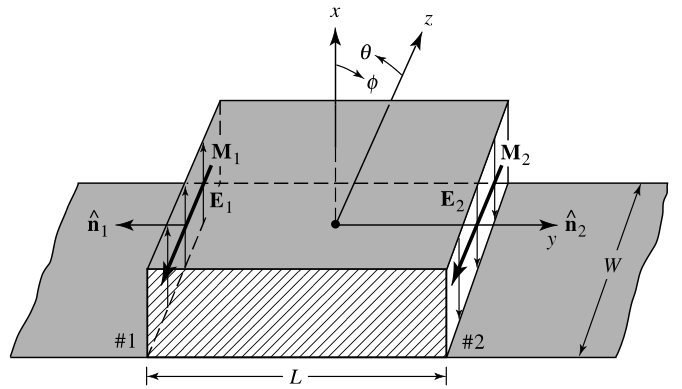 x
z
θ
ϕ
M₁
M₂
E₁
E₂
n̂₁
y
n̂₂
W
#1
#2
L